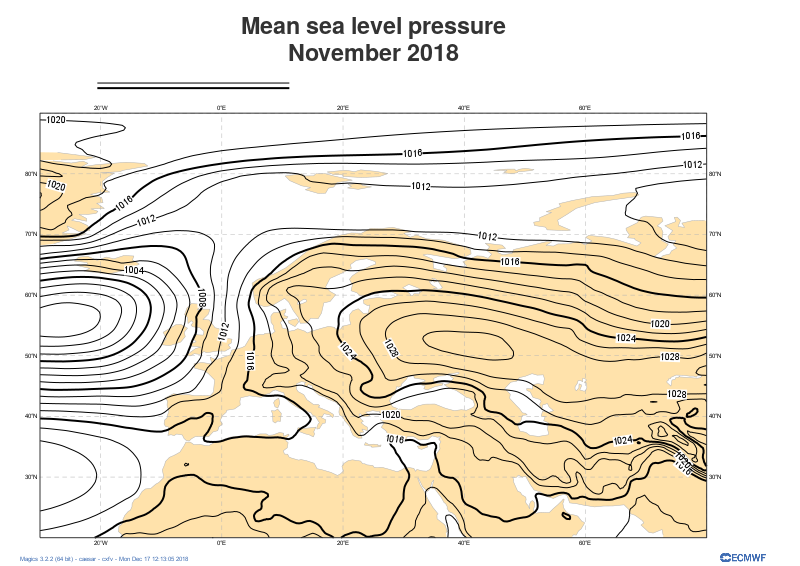 Mean sea level pressure
November 2018
20°W 0°E 20°E 40°E 60°E
1020
1016
1016
1012
80°N 80°N
1020
1012
1016
1012
70°N 1012 70°N
1016
1004
1008
60°N 60°N
1020
1012
1024
1024
1028
50°N 1016 50°N
1028
1028
1020
40°N 40°N
1016
1024
1020
1016
30°N 30°N
20°W 0°E 20°E 40°E 60°E
Magics 3.2.2 (64 bit) - caesar - cxfv - Mon Dec 17 12:13:05 2018
ECMWF